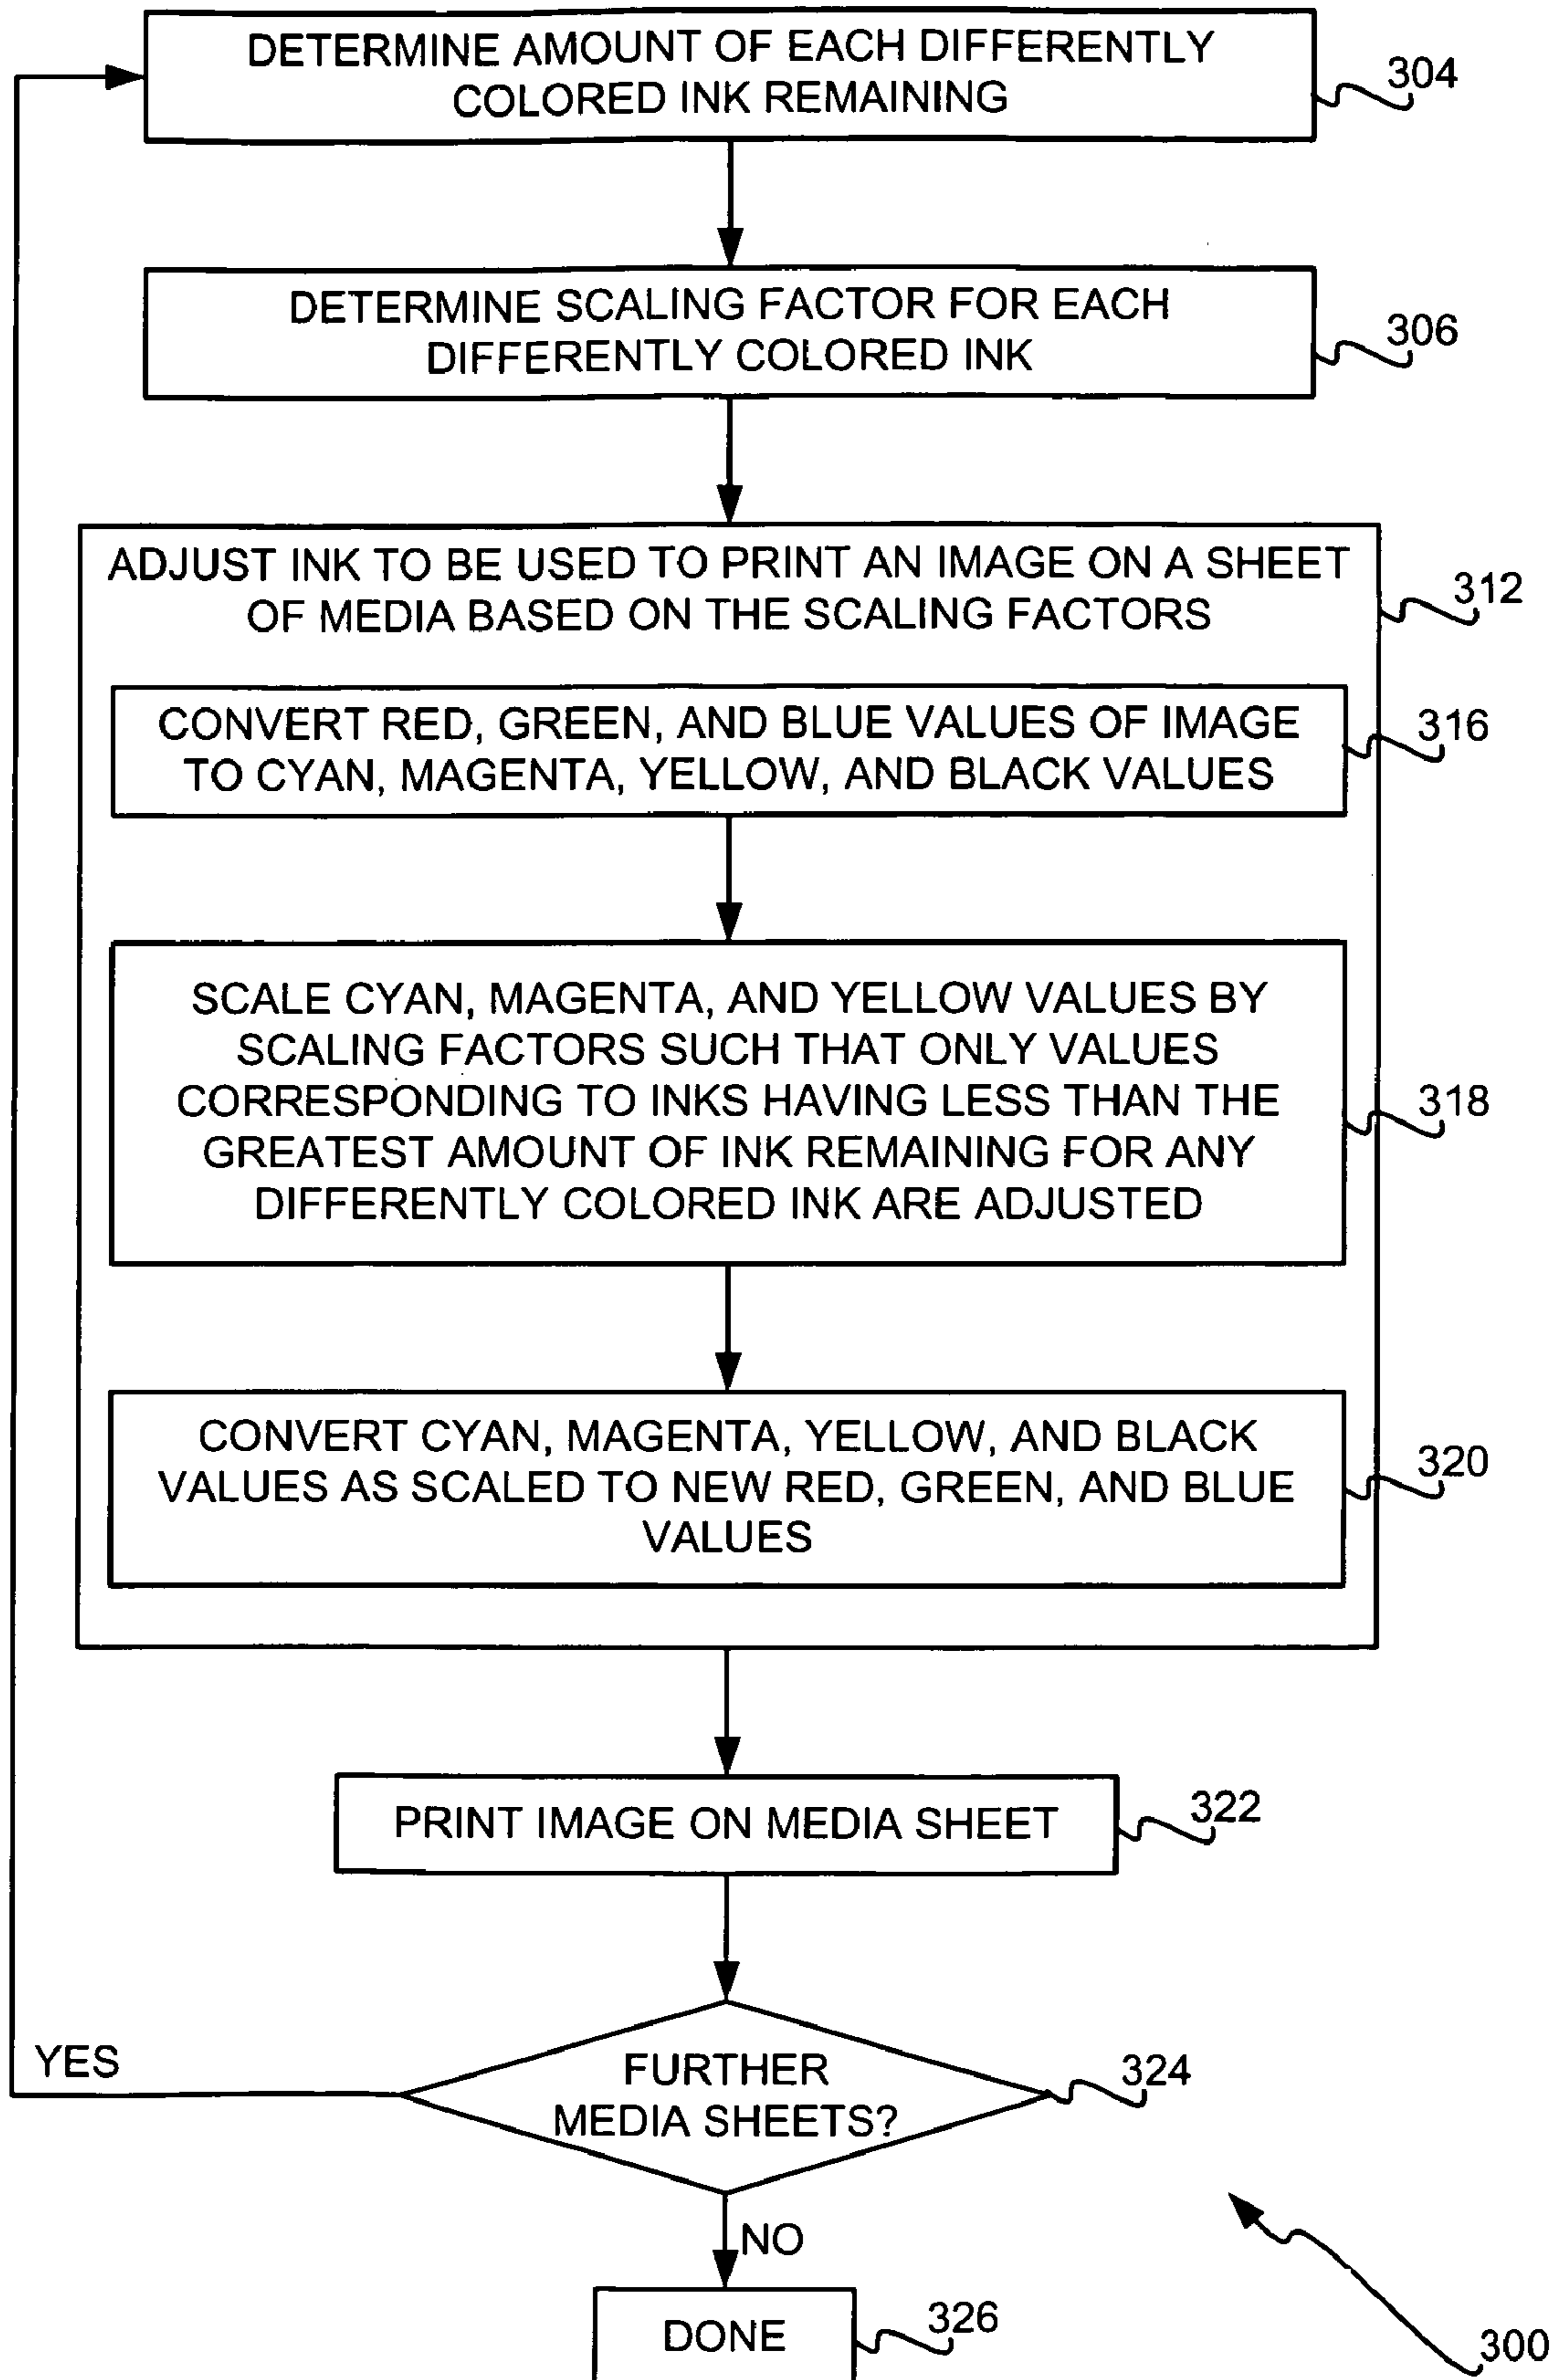 DETERMINE AMOUNT OF EACH DIFFERENTLY
COLORED INK REMAINING
304
DETERMINE SCALING FACTOR FOR EACH
DIFFERENTLY COLORED INK
306
ADJUST INK TO BE USED TO PRINT AN IMAGE ON A SHEET
OF MEDIA BASED ON THE SCALING FACTORS
312
CONVERT RED, GREEN, AND BLUE VALUES OF IMAGE
TO CYAN, MAGENTA, YELLOW, AND BLACK VALUES
316
SCALE CYAN, MAGENTA, AND YELLOW VALUES BY
SCALING FACTORS SUCH THAT ONLY VALUES
CORRESPONDING TO INKS HAVING LESS THAN THE
GREATEST AMOUNT OF INK REMAINING FOR ANY
DIFFERENTLY COLORED INK ARE ADJUSTED
318
CONVERT CYAN, MAGENTA, YELLOW, AND BLACK
VALUES AS SCALED TO NEW RED, GREEN, AND BLUE
VALUES
320
PRINT IMAGE ON MEDIA SHEET
322
YES
FURTHER
MEDIA SHEETS?
324
NO
DONE
326
300